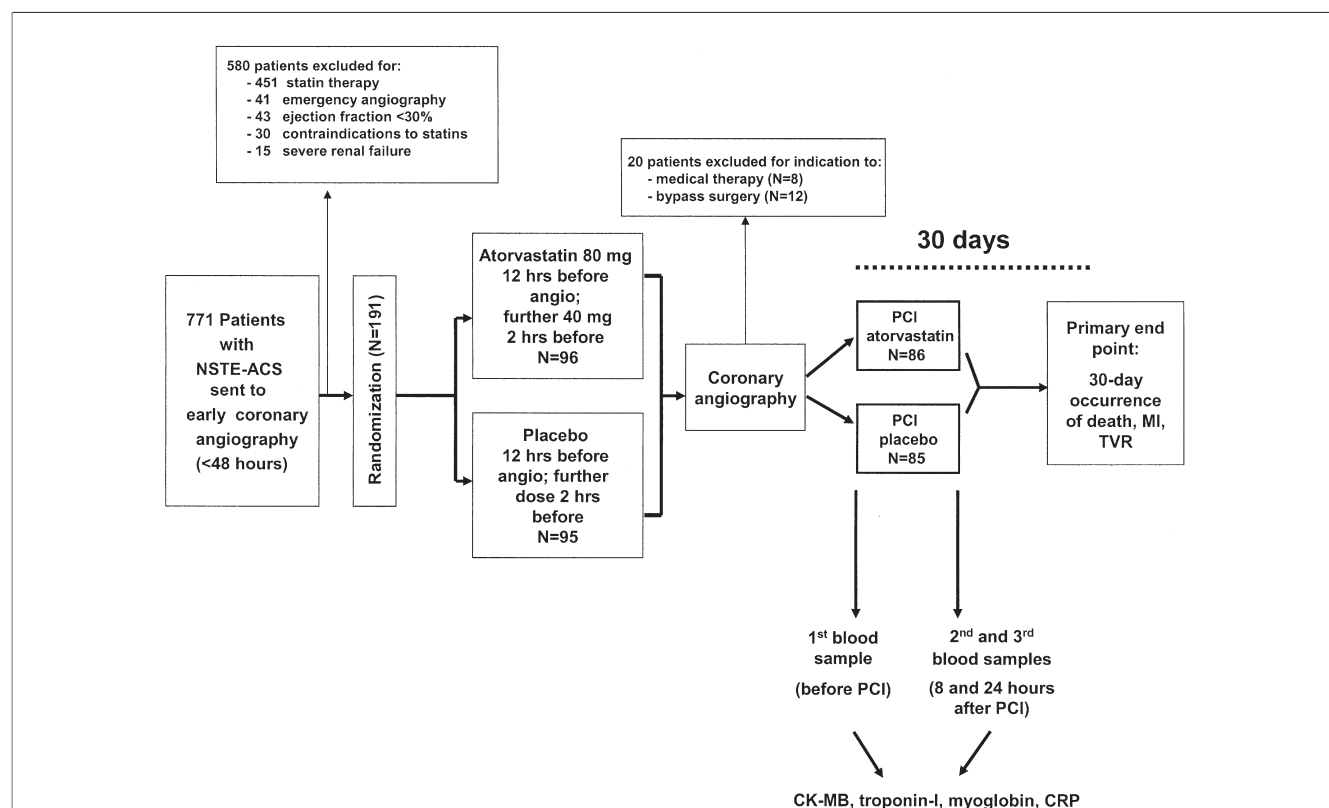 580 patients excluded for:
- 451 statin therapy
- 41 emergency angiography
- 43 ejection fraction <30%
- 30 contraindications to statins
- 15 severe renal failure
20 patients excluded for indication to:
- medical therapy (N=8)
- bypass surgery (N=12)
30 days
771 Patients
with
NSTE-ACS
sent to
early coronary
angiography
(<48 hours)
Randomization (N=191)
Atorvastatin 80 mg
12 hrs before
angio;
further 40 mg
2 hrs before
N=96
Placebo
12 hrs before
angio; further
dose 2 hrs
before
N=95
Coronary
angiography
PCI
atorvastatin
N=86
PCI
placebo
N=85
Primary end
point:
30-day
occurrence
of death, MI,
TVR
1st blood
sample
(before PCI)
2nd and 3rd
blood samples
(8 and 24 hours
after PCI)
CK-MB, troponin-I, myoglobin, CRP